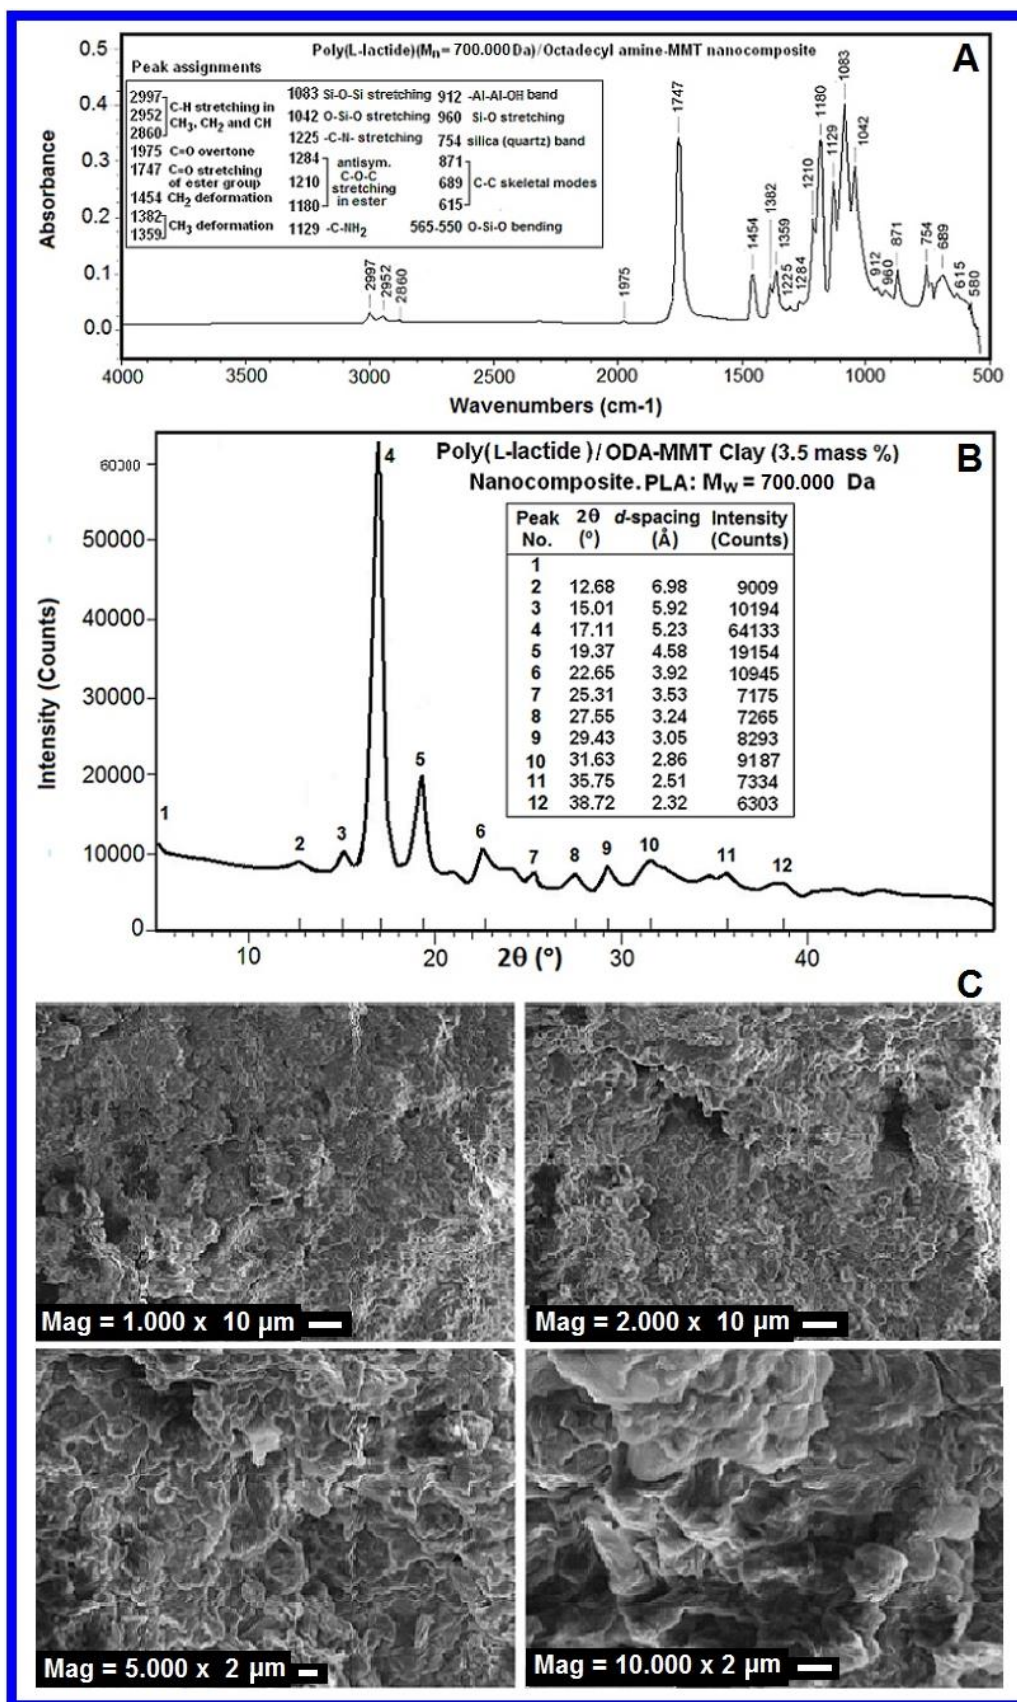 A
Poly(L-lactide)(Mn = 700.000 Da)/Octadecyl amine-MMT nanocomposite
Peak assignments
2997
2952
2860
C-H stretching in
CH3, CH2 and CH
1975 C=O overtone
1747 C=O stretching
of ester group
1454 CH2 deformation
1382
1359
CH3 deformation
1083 Si-O-Si stretching
1042 O-Si-O stretching
1225 -C-N- stretching
1284
1210
1180
antisym.
C-O-C
stretching
in ester
1129 -C-NH2
912 -Al-Al-OH band
960 Si-O stretching
754 silica (quartz) band
871
689
615
C-C skeletal modes
565-550 O-Si-O bending
Absorbance
0.5
0.4
0.3
0.2
0.1
0.0
2997
2952
2860
1975
1747
1454
1382
1359
1225
1284
1210
1180
1129
1083
1042
912
960
871
754
689
615
580
4000 3500 3000 2500 2000 1500 1000 500
Wavenumbers (cm-1)
B
Poly(L-lactide)/ODA-MMT Clay (3.5 mass %)
Nanocomposite.PLA: Mw = 700.000 Da
Peak 2θ d-spacing Intensity
No. (º) (Å) (Counts)
1
2 12.68 6.98 9009
3 15.01 5.92 10194
4 17.11 5.23 64133
5 19.37 4.58 19154
6 22.65 3.92 10945
7 25.31 3.53 7175
8 27.55 3.24 7265
9 29.43 3.05 8293
10 31.63 2.86 9187
11 35.75 2.51 7334
12 38.72 2.32 6303
Intensity (Counts)
60000
50000
40000
30000
20000
10000
0
1
2
3
4
5
6
7
8
9
10
11
12
10 20 30 40
2θ (°)
C
Mag = 1.000 x 10 µm
Mag = 2.000 x 10 µm
Mag = 5.000 x 2 µm
Mag = 10.000 x 2 µm